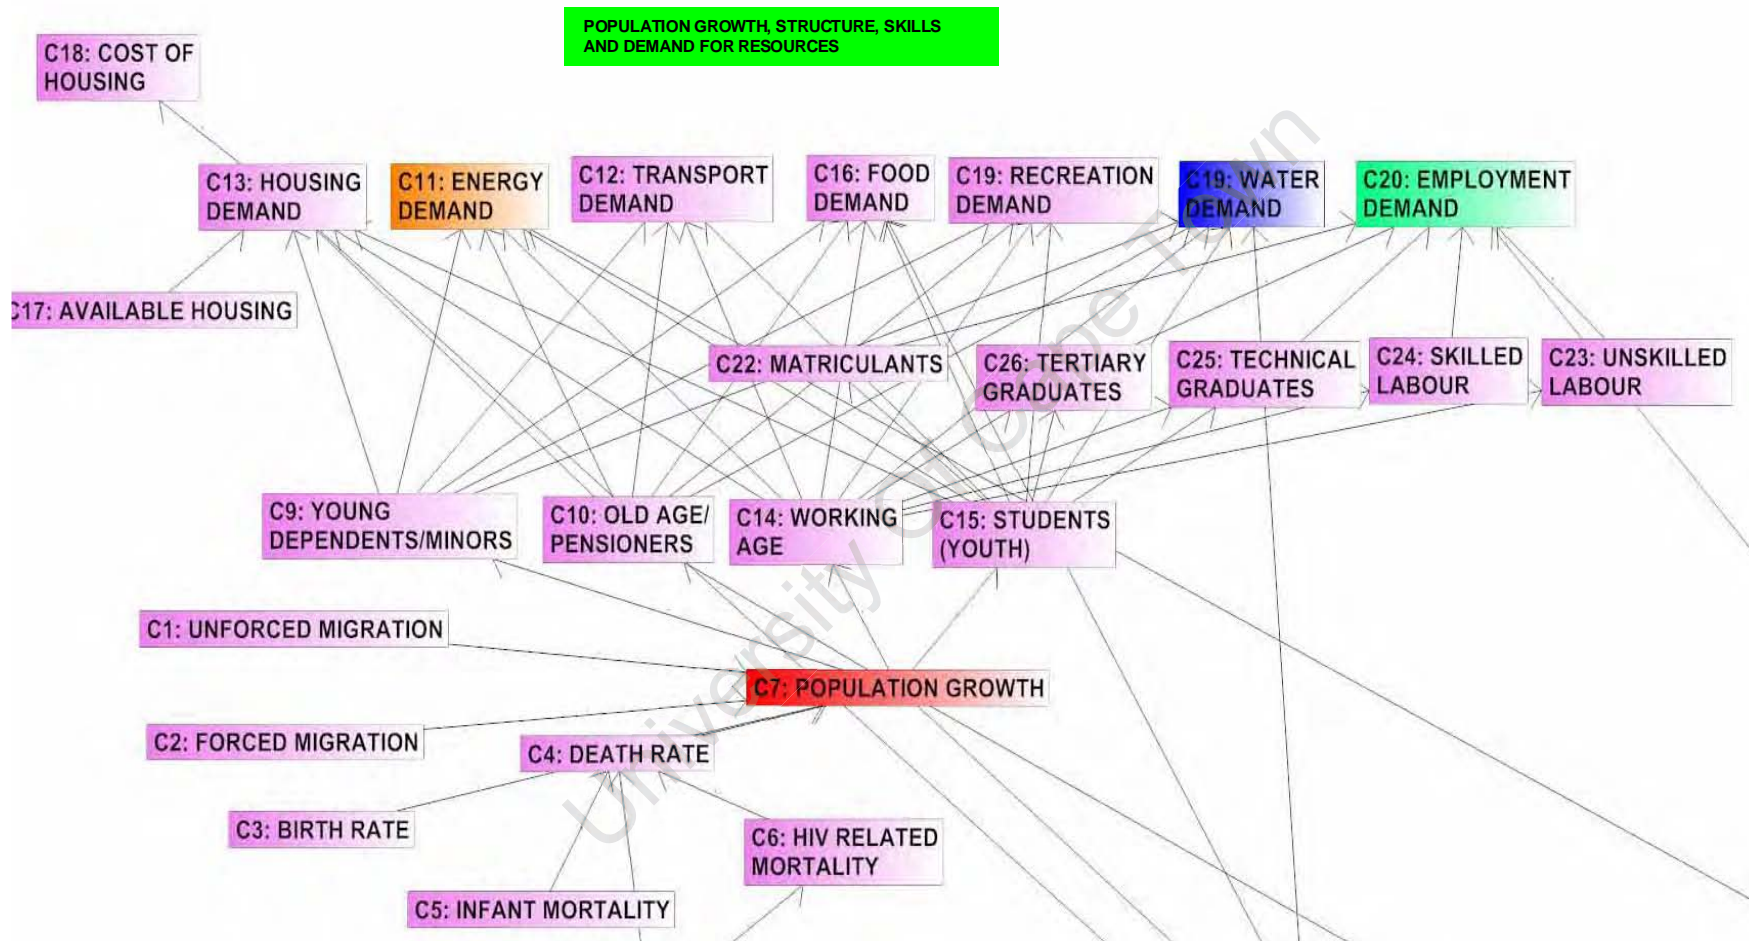 POPULATION GROWTH, STRUCTURE, SKILLS
AND DEMAND FOR RESOURCES
C18: COST OF
HOUSING
C13: HOUSING
DEMAND
C11: ENERGY
DEMAND
C12: TRANSPORT
DEMAND
C16: FOOD
DEMAND
C19: RECREATION
DEMAND
C19: WATER
DEMAND
C20: EMPLOYMENT
DEMAND
C17: AVAILABLE HOUSING
C22: MATRICULANTS
C26: TERTIARY
GRADUATES
C25: TECHNICAL
GRADUATES
C24: SKILLED
LABOUR
C23: UNSKILLED
LABOUR
C9: YOUNG
DEPENDENTS/MINORS
C10: OLD AGE/
PENSIONERS
C14: WORKING
AGE
C15: STUDENTS
(YOUTH)
C1: UNFORCED MIGRATION
C7: POPULATION GROWTH
C2: FORCED MIGRATION
C4: DEATH RATE
C3: BIRTH RATE
C6: HIV RELATED
MORTALITY
C5: INFANT MORTALITY
University Of Cape Town